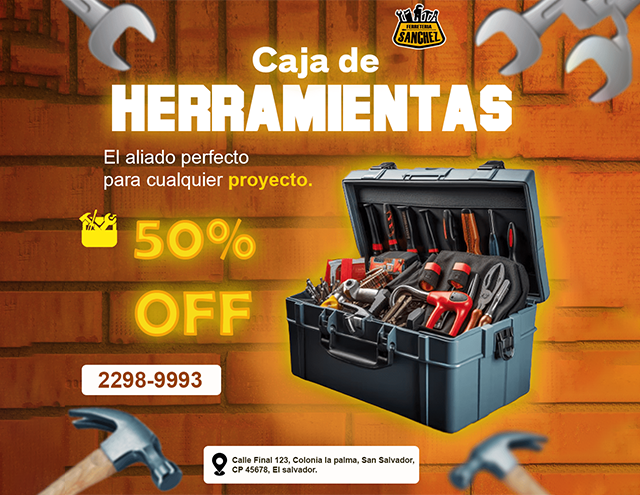 FERRETERIA
SANCHEZ
Caja de
HERRAMIENTAS
El aliado perfecto
para cualquier proyecto.
50%
OFF
2298-9993
Calle Final 123, Colonia la palma, San Salvador,
CP 45678, El salvador.